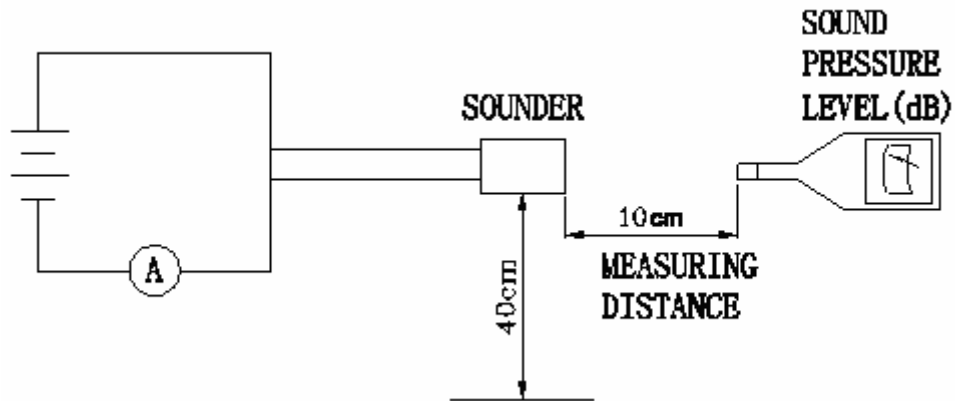 SOUND
PRESSURE
LEVEL(dB)
SOUNDER
10cm
A
MEASURING
DISTANCE
40cm